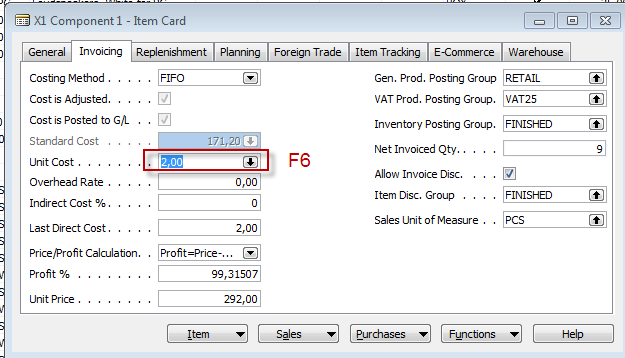 X1 Component 1 - Item Card
General Invoicing Replenishment Planning Foreign Trade Item Tracking E-Commerce Warehouse
Costing Method . . . . . FIFO
Cost is Adjusted. . . . . .
Cost is Posted to G/L . . .
Standard Cost . . . . . . 171,20
Unit Cost . . . . . . . . 2,00
F6
Overhead Rate . . . . . . 0,00
Indirect Cost % . . . . . 0
Last Direct Cost. . . . . . 2,00
Price/Profit Calculation. . . Profit=Price-...
Profit % . . . . . . . . 99,31507
Unit Price . . . . . . . . 292,00
Gen. Prod. Posting Group RETAIL
VAT Prod. Posting Group. VAT25
Inventory Posting Group. FINISHED
Net Invoiced Qty. . . . . 9
Allow Invoice Disc. . . . .
Item Disc. Group . . . . FINISHED
Sales Unit of Measure . . PCS
Item Sales Purchases Functions Help